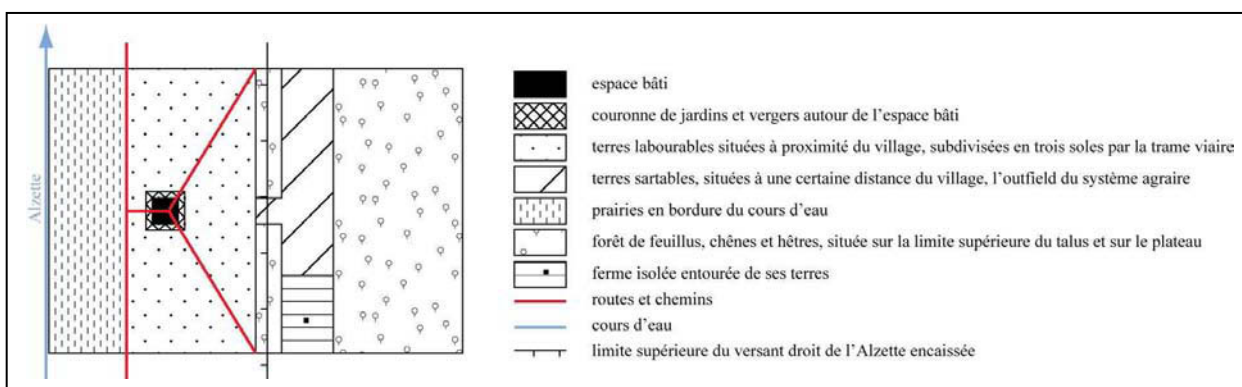 Alzette
espace bâti
couronne de jardins et vergers autour de l'espace bâti
terres labourables situées à proximité du village, subdivisées en trois soles par la trame viaire
terres sartables, situées à une certaine distance du village, l'outfield du système agraire
prairies en bordure du cours d'eau
forêt de feuillus, chênes et hêtres, située sur la limite supérieure du talus et sur le plateau
ferme isolée entourée de ses terres
routes et chemins
cours d'eau
limite supérieure du versant droit de l'Alzette encaissée